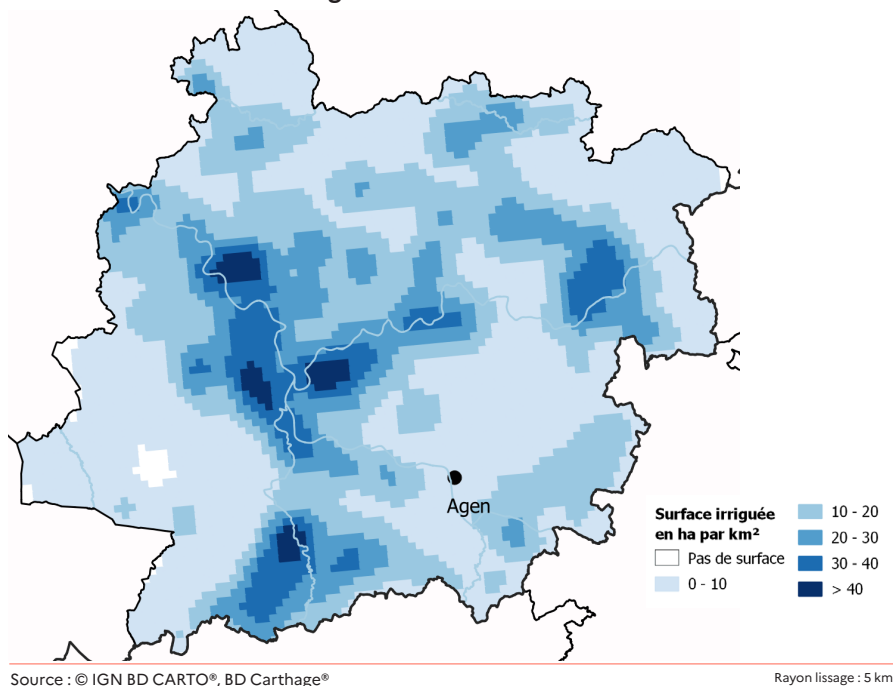 Agen
Surface irriguée
en ha par km²
Pas de surface
0 - 10
10 - 20
20 - 30
30 - 40
> 40
Source : © IGN BD CARTO®, BD Carthage®
Rayon lissage : 5 km